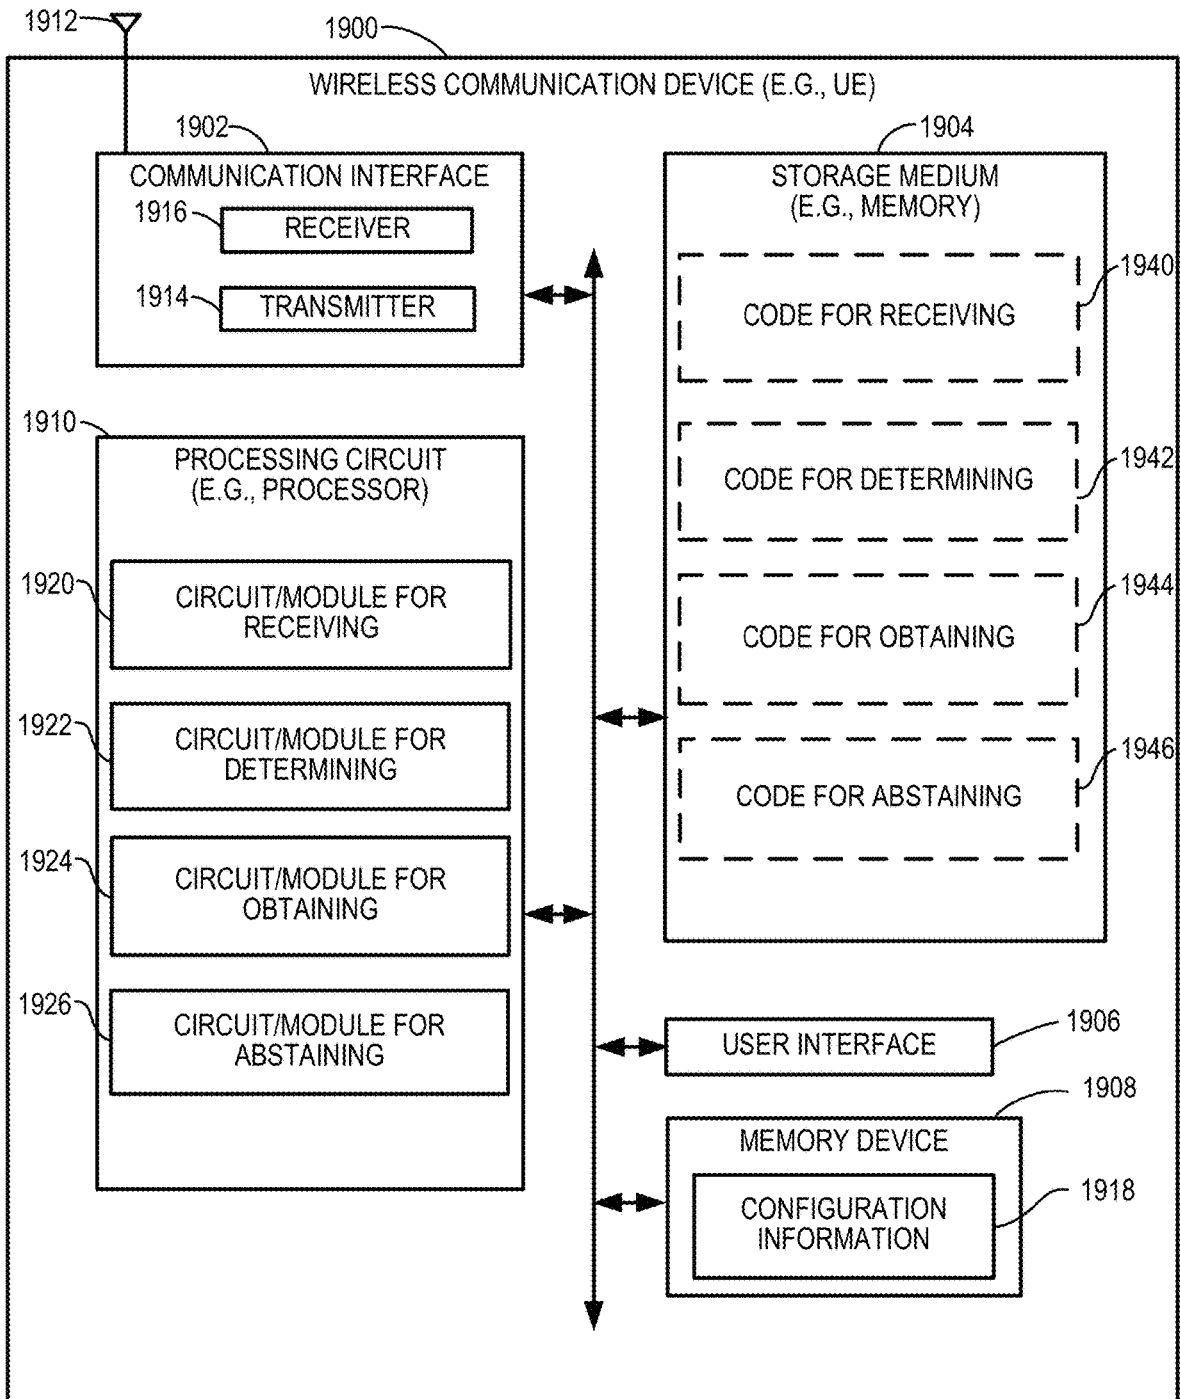 1912
1900
WIRELESS COMMUNICATION DEVICE (E.G., UE)
1902
COMMUNICATION INTERFACE
1916
RECEIVER
1914
TRANSMITTER
1904
STORAGE MEDIUM
(E.G., MEMORY)
1940
CODE FOR RECEIVING
1942
CODE FOR DETERMINING
1944
CODE FOR OBTAINING
1946
CODE FOR ABSTAINING
1910
PROCESSING CIRCUIT
(E.G., PROCESSOR)
1920
CIRCUIT/MODULE FOR
RECEIVING
1922
CIRCUIT/MODULE FOR
DETERMINING
1924
CIRCUIT/MODULE FOR
OBTAINING
1926
CIRCUIT/MODULE FOR
ABSTAINING
1906
USER INTERFACE
1908
MEMORY DEVICE
1918
CONFIGURATION
INFORMATION